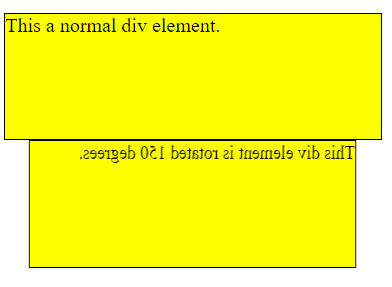 This a normal div element.
This div element is rotated 150 degrees.